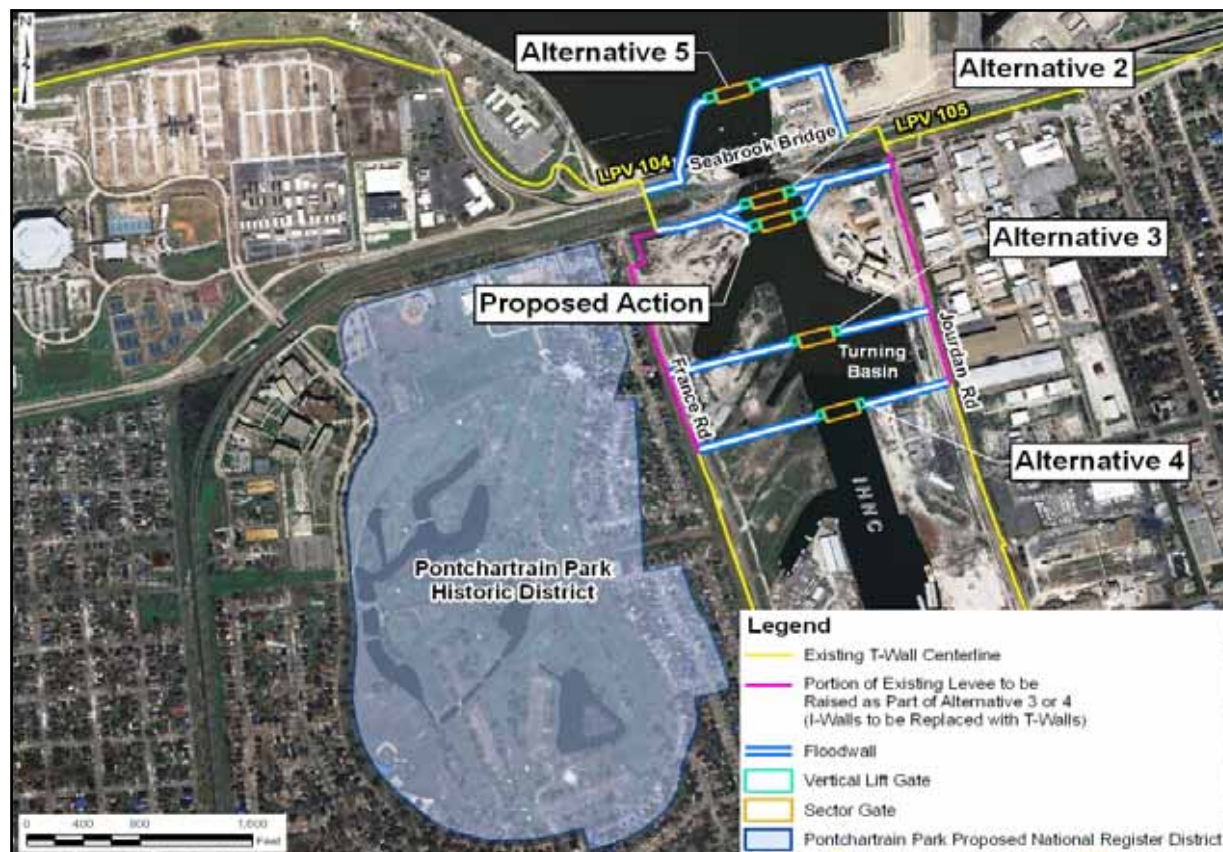 N
Alternative 5
Alternative 2
LPV 105
Seabrook Bridge
LPV 104
Alternative 3
Proposed Action
Jourdan Rd
Turning
Basin
France Rd
Alternative 4
IHNC
Pontchartrain Park
Historic District
Legend
Existing T-Wall Centerline
Portion of Existing Levee to be
Raised as Part of Alternative 3 or 4
(I-Walls to be Replaced with T-Walls)
Floodwall
Vertical Lift Gate
Sector Gate
Pontchartrain Park Proposed National Register District
0 400 800 1,600
Feet